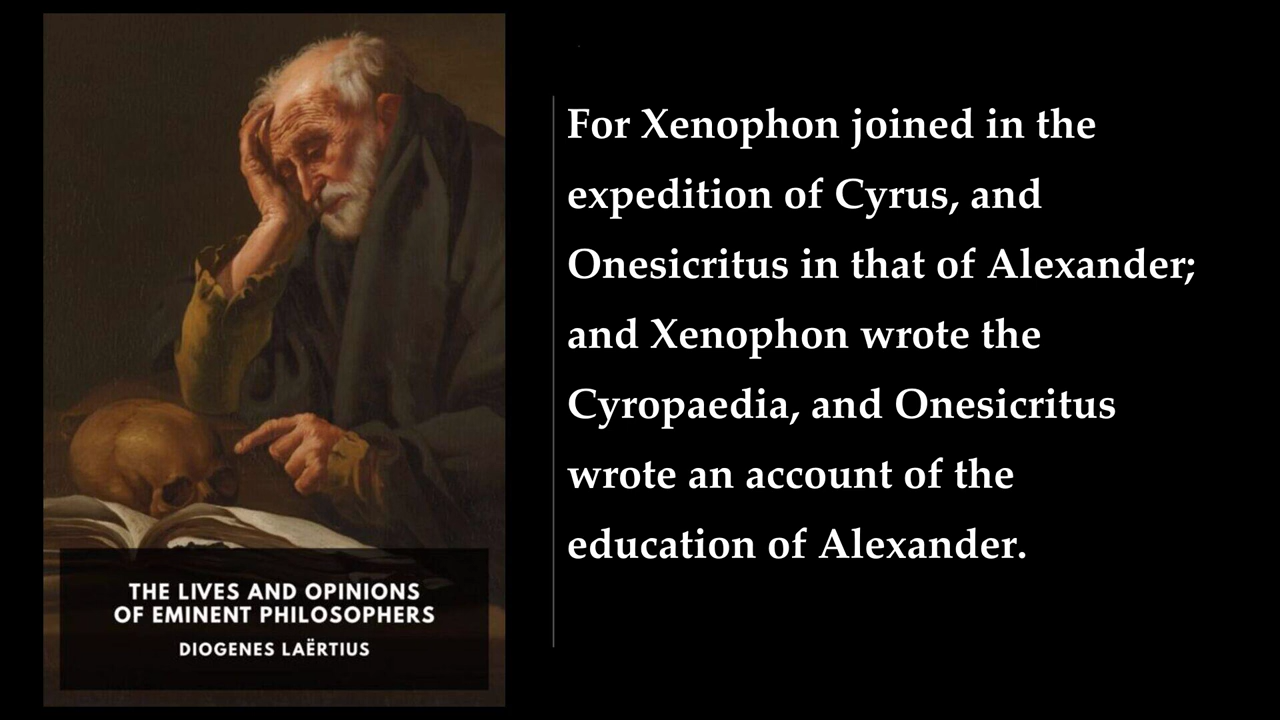 For Xenophon joined in the
expedition of Cyrus, and
Onesicritus in that of Alexander;
and Xenophon wrote the
Cyropaedia, and Onesicritus
wrote an account of the
education of Alexander.
THE LIVES AND OPINIONS
OF EMINENT PHILOSOPHERS
DIOGENES LAËRTIUS